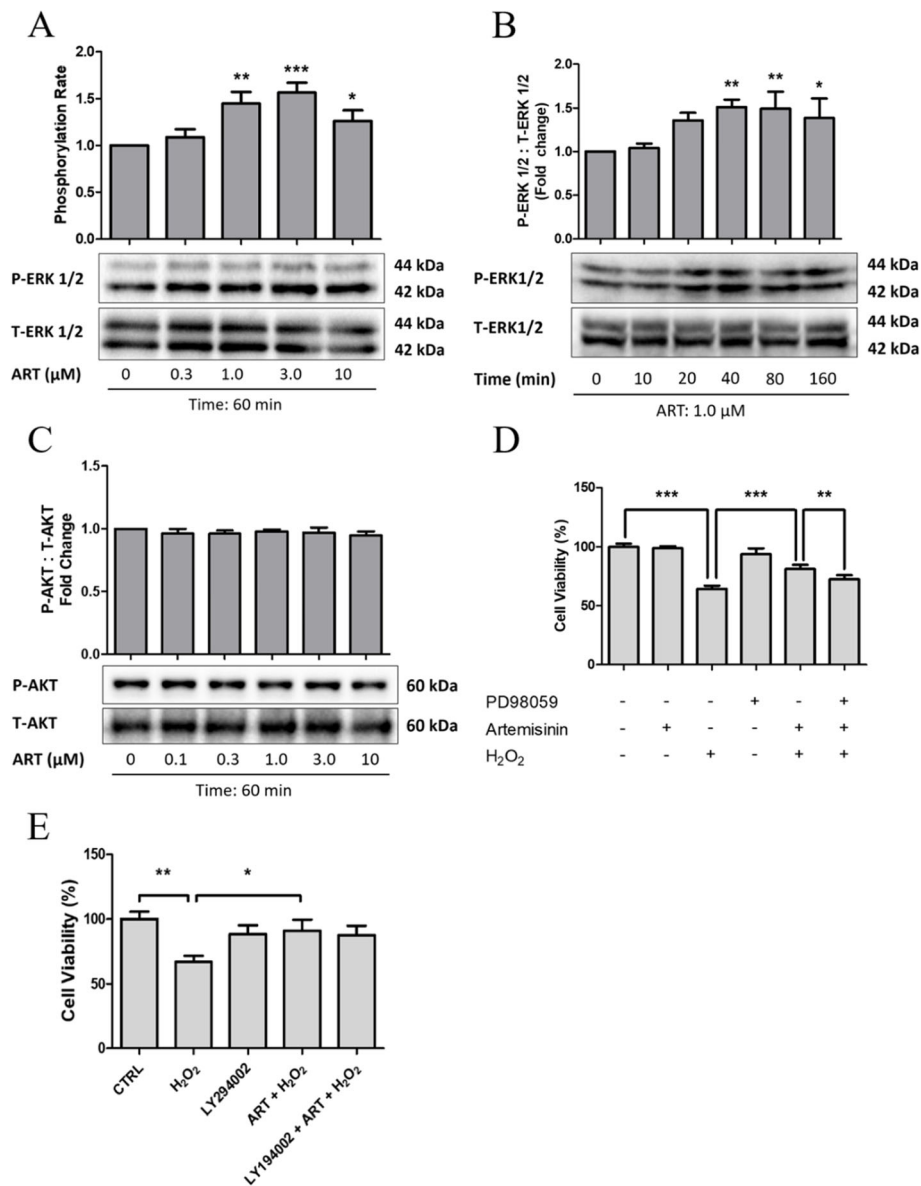 A
Phosphorylation Rate
2.0
1.5
1.0
0.5
0.0
** *** *
P-ERK 1/2
44 kDa
42 kDa
T-ERK 1/2
44 kDa
42 kDa
ART (µM) 0 0.3 1.0 3.0 10
Time: 60 min
B
P-ERK 1/2 : T-ERK 1/2
(Fold change)
2.0
1.5
1.0
0.5
0.0
** ** *
P-ERK1/2
44 kDa
42 kDa
T-ERK1/2
44 kDa
42 kDa
Time (min) 0 10 20 40 80 160
ART: 1.0 µM
C
P-AKT : T-AKT
Fold Change
1.5
1.0
0.5
0.0
P-AKT 60 kDa
T-AKT 60 kDa
ART (µM) 0 0.1 0.3 1.0 3.0 10
Time: 60 min
D
Cell Viability (%)
150
100
50
0
*** *** **
PD98059 - - - + - +
Artemisinin - + - - + +
H₂O₂ - - + - + +
E
Cell Viability (%)
150
100
50
0
** *
CTRL
H₂O₂
LY294002
ART + H₂O₂
LY194002 + ART + H₂O₂